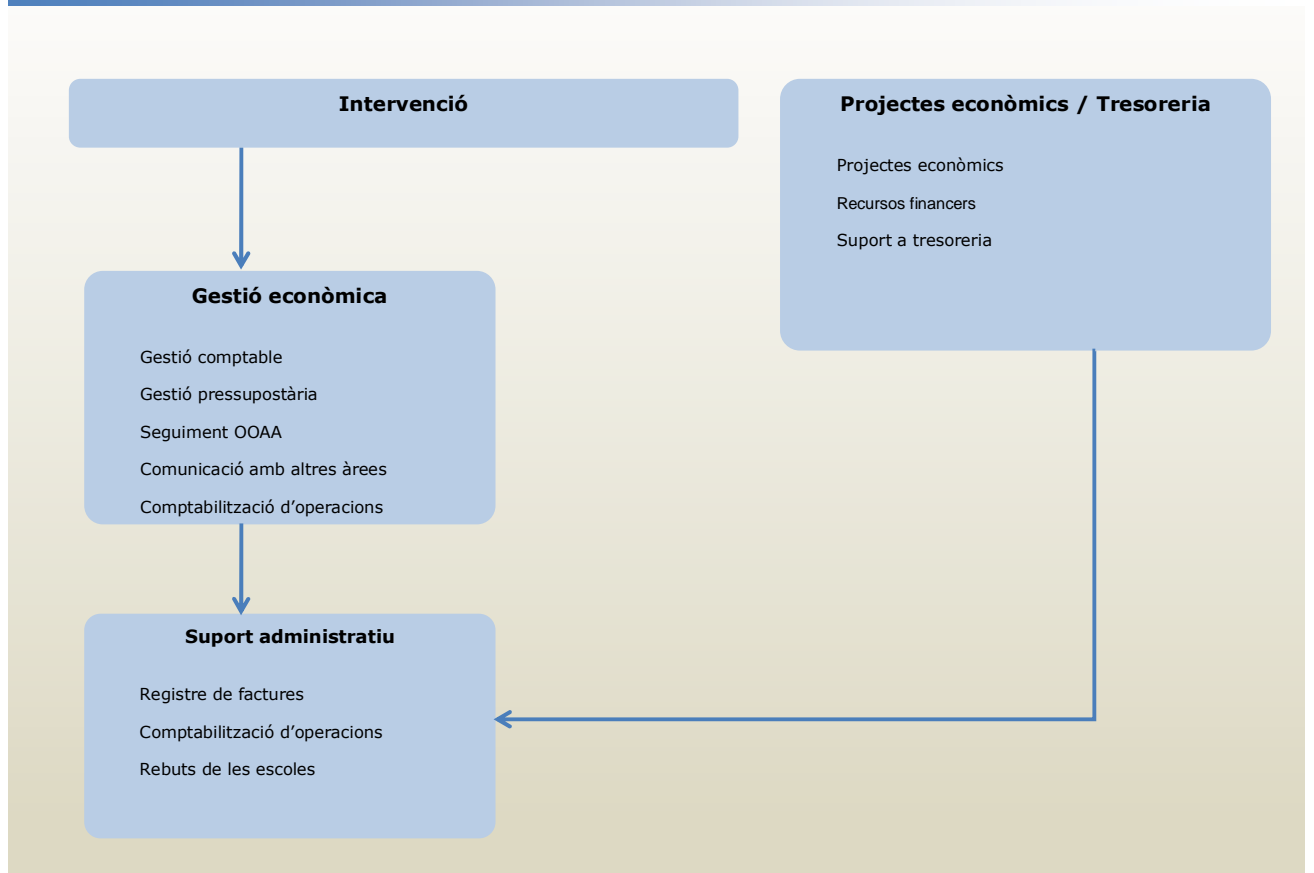 Intervenció
Projectes econòmics / Tresoreria
Projectes econòmics
Recursos financers
Suport a tresoreria
Gestió econòmica
Gestió comptable
Gestió pressupostària
Seguiment OOAA
Comunicació amb altres àrees
Comptabilització d’operacions
Suport administratiu
Registre de factures
Comptabilització d’operacions
Rebuts de les escoles